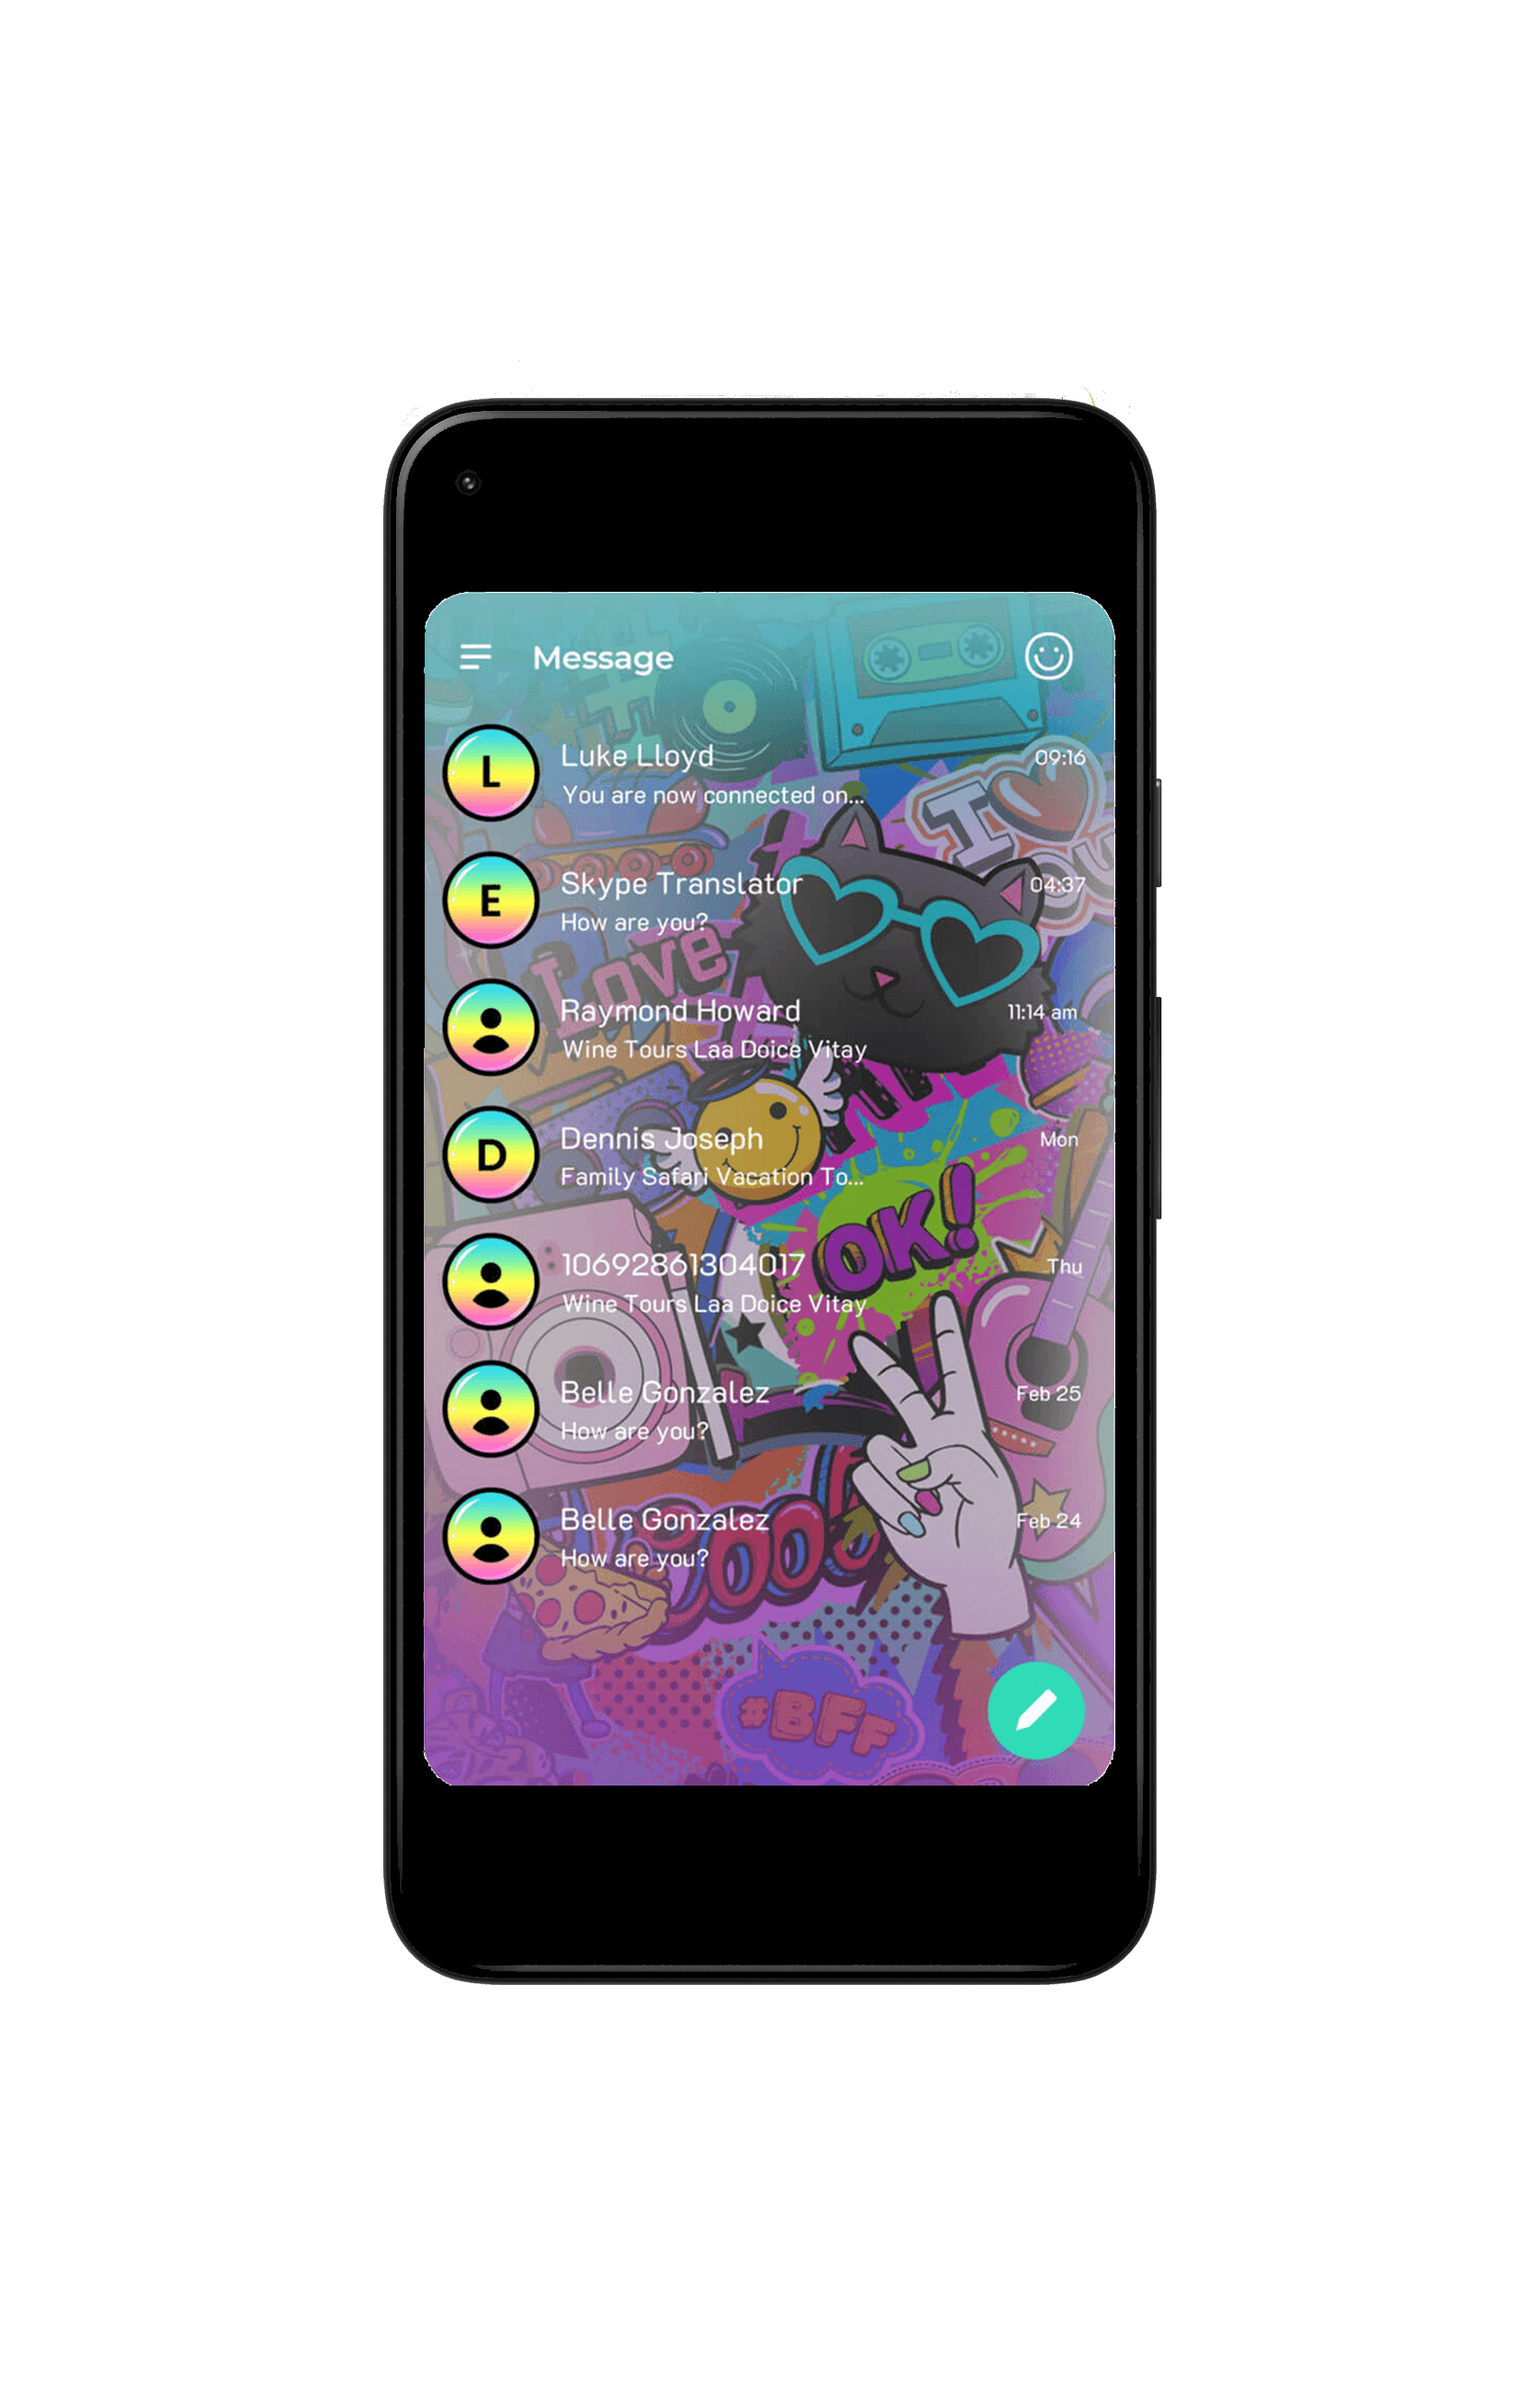 Message
L
Luke Lloyd
09:16
You are now connected on...
I
E
Skype Translator
04:37
How are you?
Love
Raymond Howard
11:14 am
Wine Tours Laa Doice Vitay
D
Dennis Joseph
Mon
Family Safari Vacation To...
OK!
10692861304017
Thu
Wine Tours Laa Doice Vitay
Belle Gonzalez
Feb 25
How are you?
Belle Gonzalez
Feb 24
How are you?
#BFF